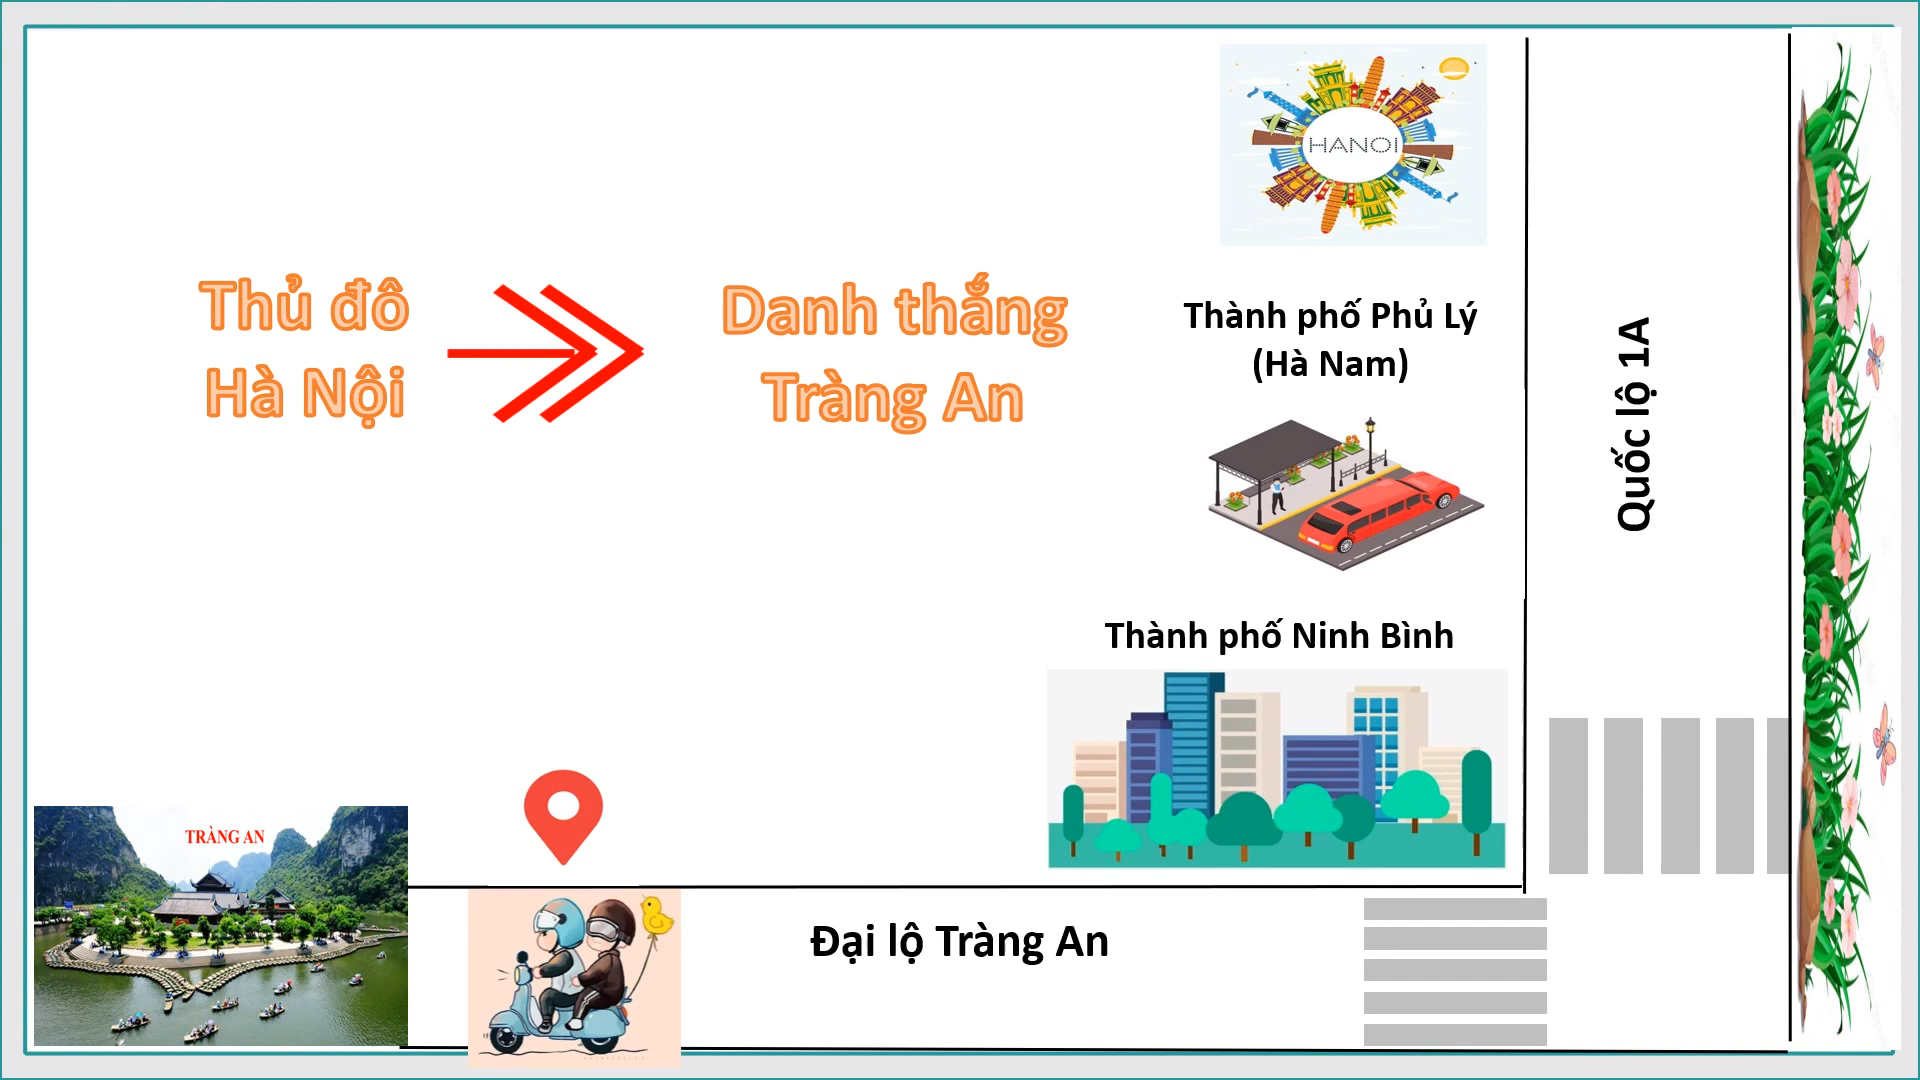 HANOI
Thủ đô
Hà Nội
Danh thắng
Tràng An
Thành phố Phủ Lý
(Hà Nam)
Quốc lộ 1A
Thành phố Ninh Bình
TRÀNG AN
Đại lộ Tràng An